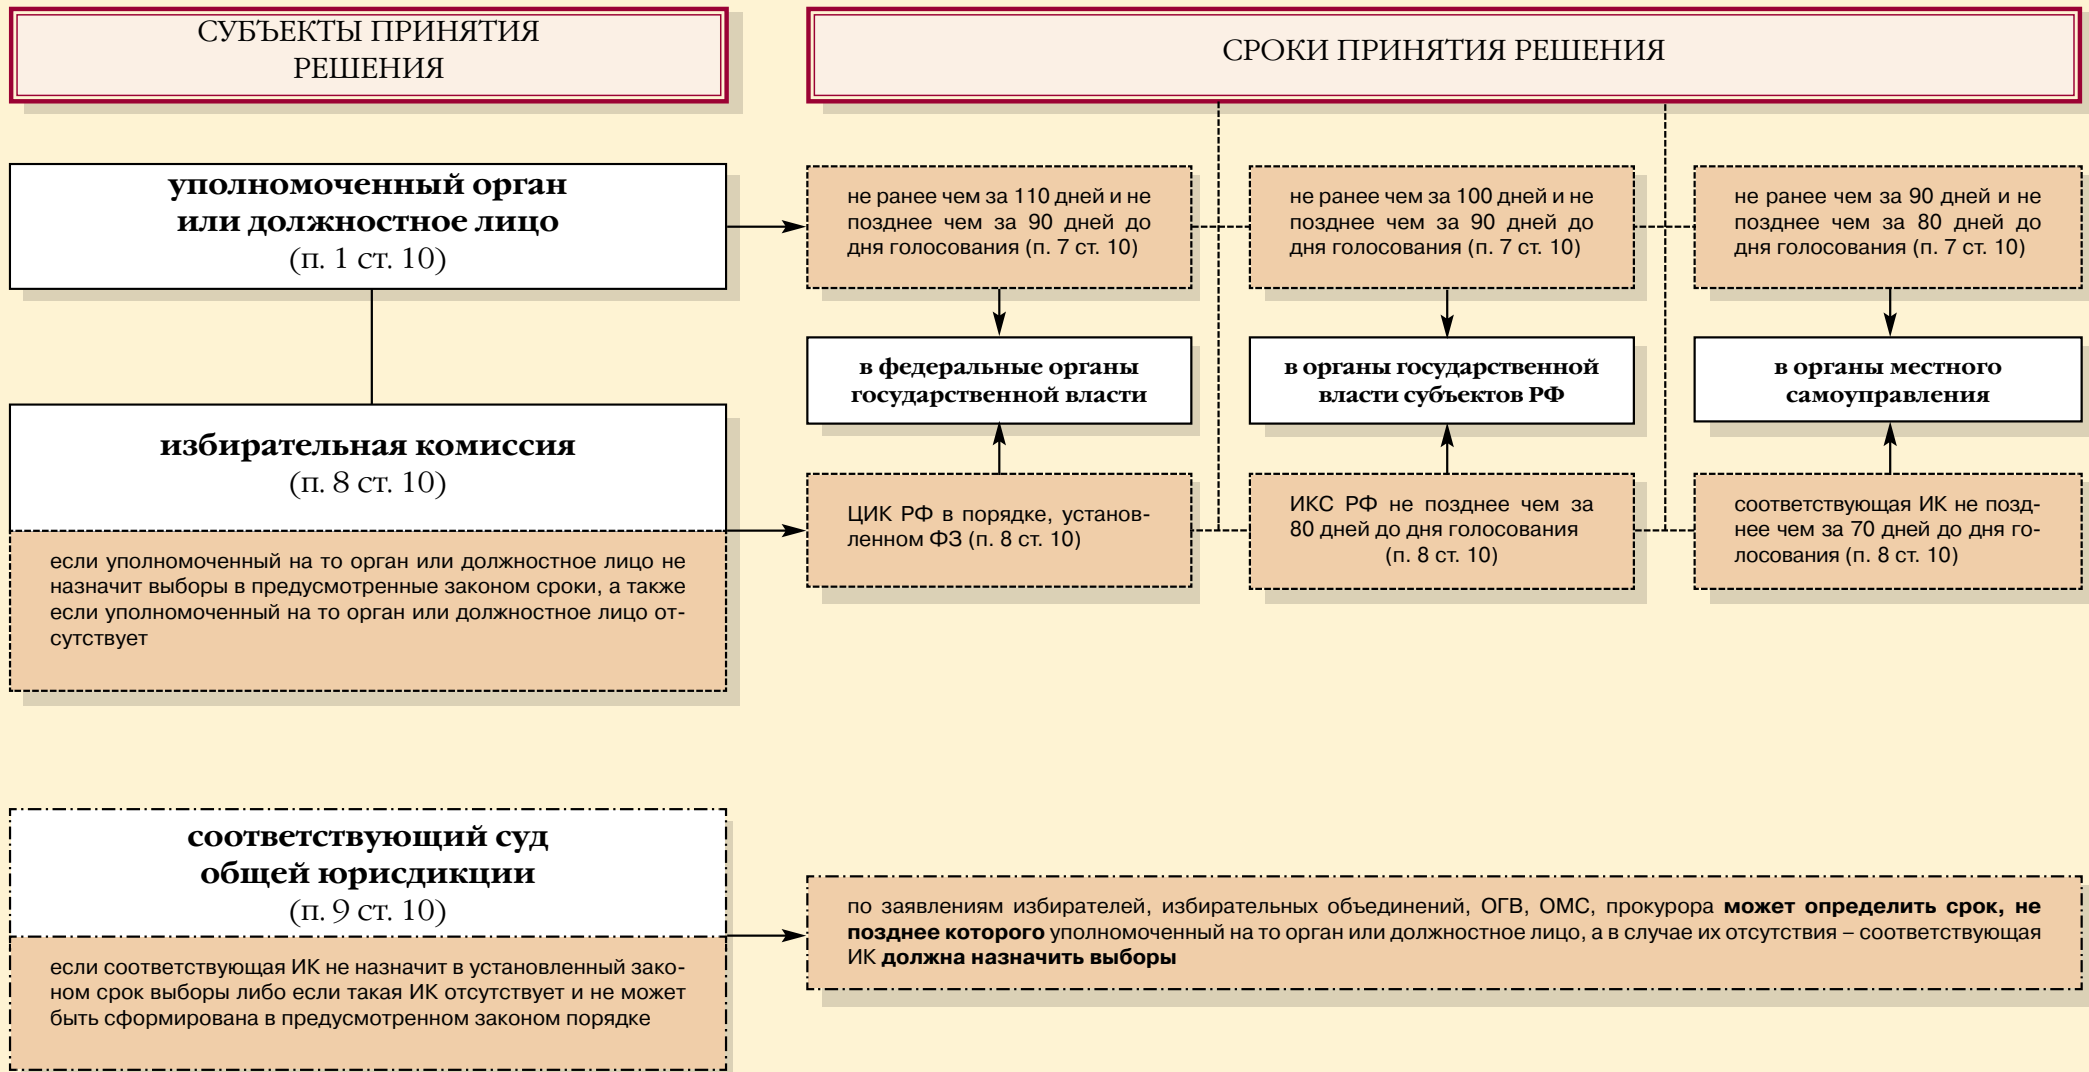 СУБЪЕКТЫ ПРИНЯТИЯ
РЕШЕНИЯ
СРОКИ ПРИНЯТИЯ РЕШЕНИЯ
уполномоченный орган
или должностное лицо
(п. 1 ст. 10)
не ранее чем за 110 дней и не
позднее чем за 90 дней до
дня голосования (п. 7 ст. 10)
не ранее чем за 100 дней и не
позднее чем за 90 дней до
дня голосования (п. 7 ст. 10)
не ранее чем за 90 дней и не
позднее чем за 80 дней до
дня голосования (п. 7 ст. 10)
в федеральные органы
государственной власти
в органы государственной
власти субъектов РФ
в органы местного
самоуправления
избирательная комиссия
(п. 8 ст. 10)
если уполномоченный на то орган или должностное лицо не
назначит выборы в предусмотренные законом сроки, а также
если уполномоченный на то орган или должностное лицо от-
сутствует
ЦИК РФ в порядке, установ-
ленном ФЗ (п. 8 ст. 10)
ИКС РФ не позднее чем за
80 дней до дня голосования
(п. 8 ст. 10)
соответствующая ИК не позд-
нее чем за 70 дней до дня го-
лосования (п. 8 ст. 10)
соответствующий суд
общей юрисдикции
(п. 9 ст. 10)
если соответствующая ИК не назначит в установленный зако-
ном срок выборы либо если такая ИК отсутствует и не может
быть сформирована в предусмотренном законом порядке
по заявлениям избирателей, избирательных объединений, ОГВ, ОМС, прокурора может определить срок, не
позднее которого уполномоченный на то орган или должностное лицо, а в случае их отсутствия – соответствующая
ИК должна назначить выборы